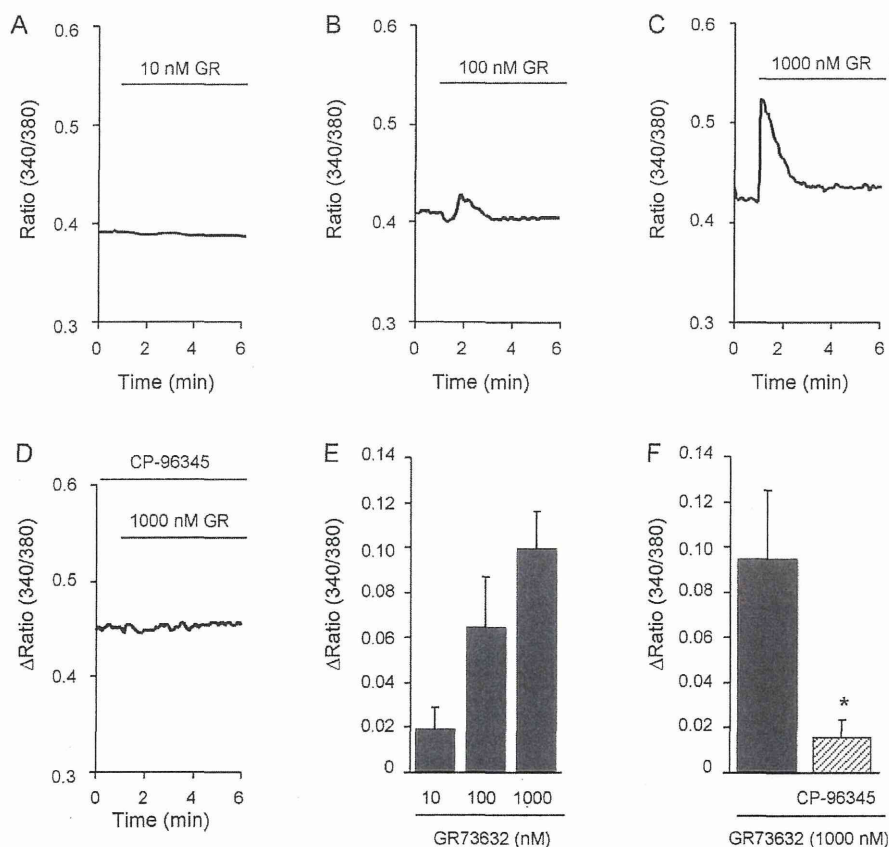 A
0.6
0.5
0.4
0.3
Ratio (340/380)
10 nM GR
0
2
4
6
Time (min)
B
0.6
0.5
0.4
0.3
Ratio (340/380)
100 nM GR
0
2
4
6
Time (min)
C
0.6
0.5
0.4
0.3
Ratio (340/380)
1000 nM GR
0
2
4
6
Time (min)
D
0.6
0.5
0.4
0.3
ΔRatio (340/380)
CP-96345
1000 nM GR
0
2
4
6
Time (min)
E
0.14
0.12
0.10
0.08
0.06
0.04
0.02
0
ΔRatio (340/380)
10
100
1000
GR73632 (nM)
F
0.14
0.12
0.10
0.08
0.06
0.04
0.02
0
ΔRatio (340/380)
*
CP-96345
GR73632 (1000 nM)